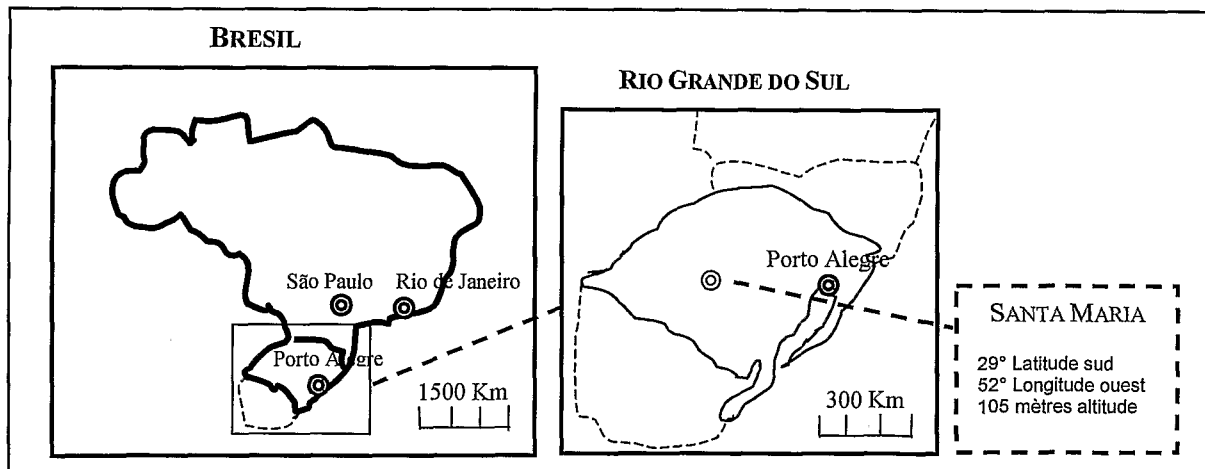 BRESIL
São Paulo
Rio de Janeiro
Porto Alegre
1500 Km
RIO GRANDE DO SUL
Porto Alegre
300 Km
SANTA MARIA
29° Latitude sud
52° Longitude ouest
105 mètres altitude